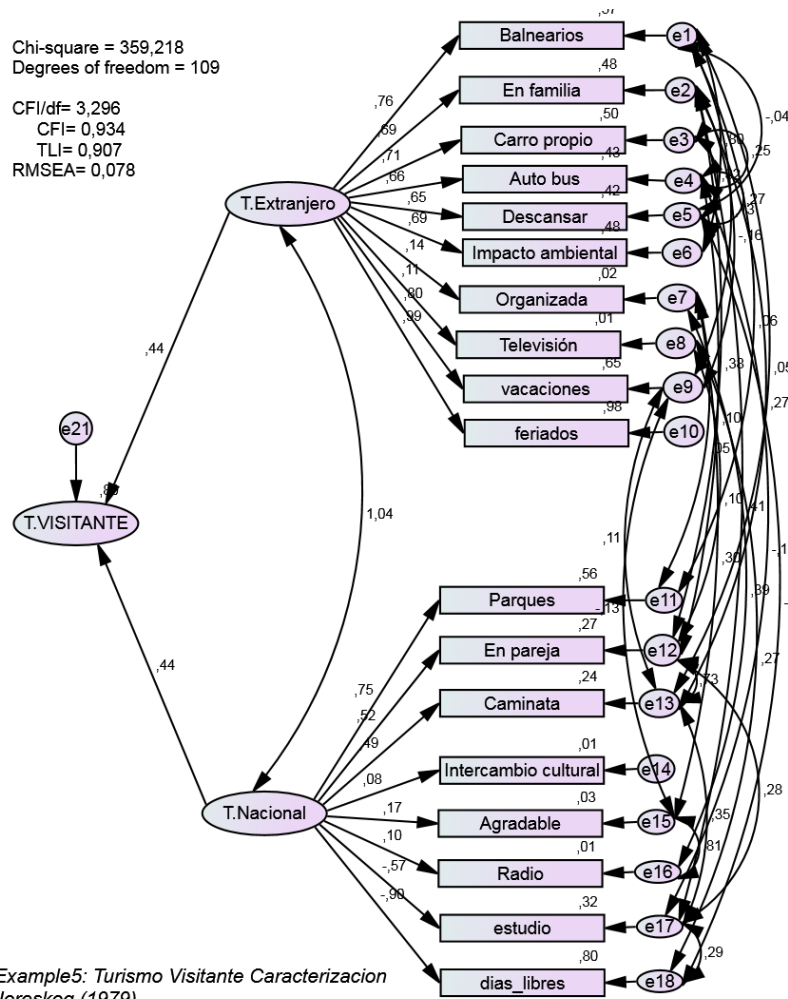 Chi-square = 359,218
Degrees of freedom = 109
CFI/df= 3,296
CFI= 0,934
TLI= 0,907
RMSEA= 0,078
Balnearios
e1
,48
En familia
e2
,50
Carro propio
e3
,43
Auto bus
e4
,42
Descansar
e5
,48
Impacto ambiental
e6
,02
Organizada
e7
,01
Televisión
e8
,65
vacaciones
e9
,98
feriados
e10
,76
,69
,71
,66
,65
,69
,14
,11
,80
,99
T.Extranjero
-,04
,25
-,16
,06
,38
,27
,10
,10
,30
,39
,27
,44
e21
T.VISITANTE
1,04
,11
-,13
,44
,56
Parques
e11
,27
En pareja
e12
,24
Caminata
e13
,73
,01
Intercambio cultural
e14
,03
Agradable
e15
,01
Radio
e16
,32
estudio
e17
,80
dias_libres
e18
,75
,52
,49
,08
,17
,10
-,57
-,90
T.Nacional
,28
,35
,29
Example5: Turismo Visitante Caracterizacion
(1979)